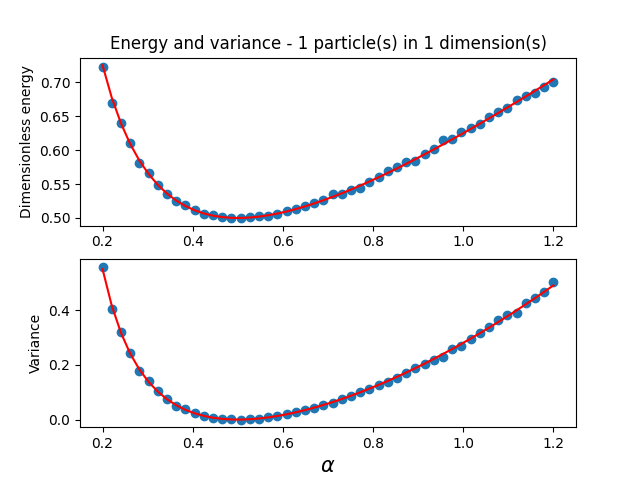 Energy and variance - 1 particle(s) in 1 dimension(s)
Dimensionless energy
0.70
0.65
0.60
0.55
0.50
0.2 0.4 0.6 0.8 1.0 1.2
Variance
0.4
0.2
0.0
0.2 0.4 0.6 0.8 1.0 1.2
α